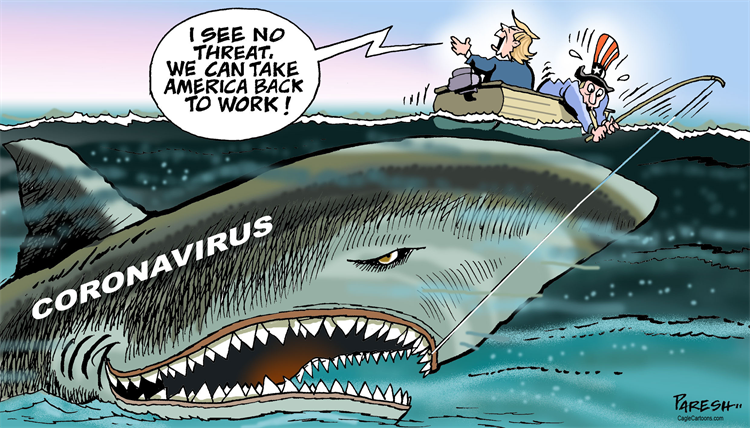 I SEE NO
THREAT.
WE CAN TAKE
AMERICA BACK
TO WORK!
CORONAVIRUS
PARESH
CagleCartoons.com